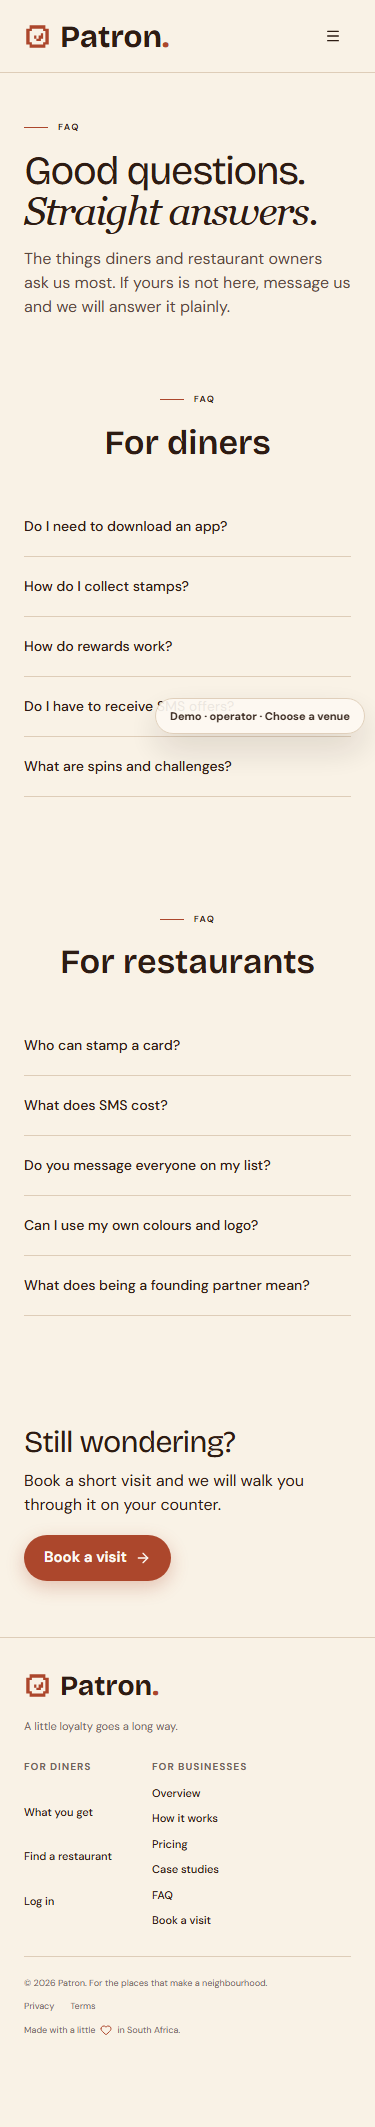 Patron.
FAQ
Good questions.
Straight answers.
The things diners and restaurant owners
ask us most. If yours is not here, message us
and we will answer it plainly.
FAQ
For diners
Do I need to download an app?
How do I collect stamps?
How do rewards work?
Do I have to receive SMS offers?
Demo · operator · Choose a venue
What are spins and challenges?
FAQ
For restaurants
Who can stamp a card?
What does SMS cost?
Do you message everyone on my list?
Can I use my own colours and logo?
What does being a founding partner mean?
Still wondering?
Book a short visit and we will walk you
through it on your counter.
Book a visit
Patron.
A little loyalty goes a long way.
FOR DINERS
What you get
Find a restaurant
Log in
FOR BUSINESSES
Overview
How it works
Pricing
Case studies
FAQ
Book a visit
© 2026 Patron. For the places that make a neighbourhood.
Privacy Terms
Made with a little in South Africa.